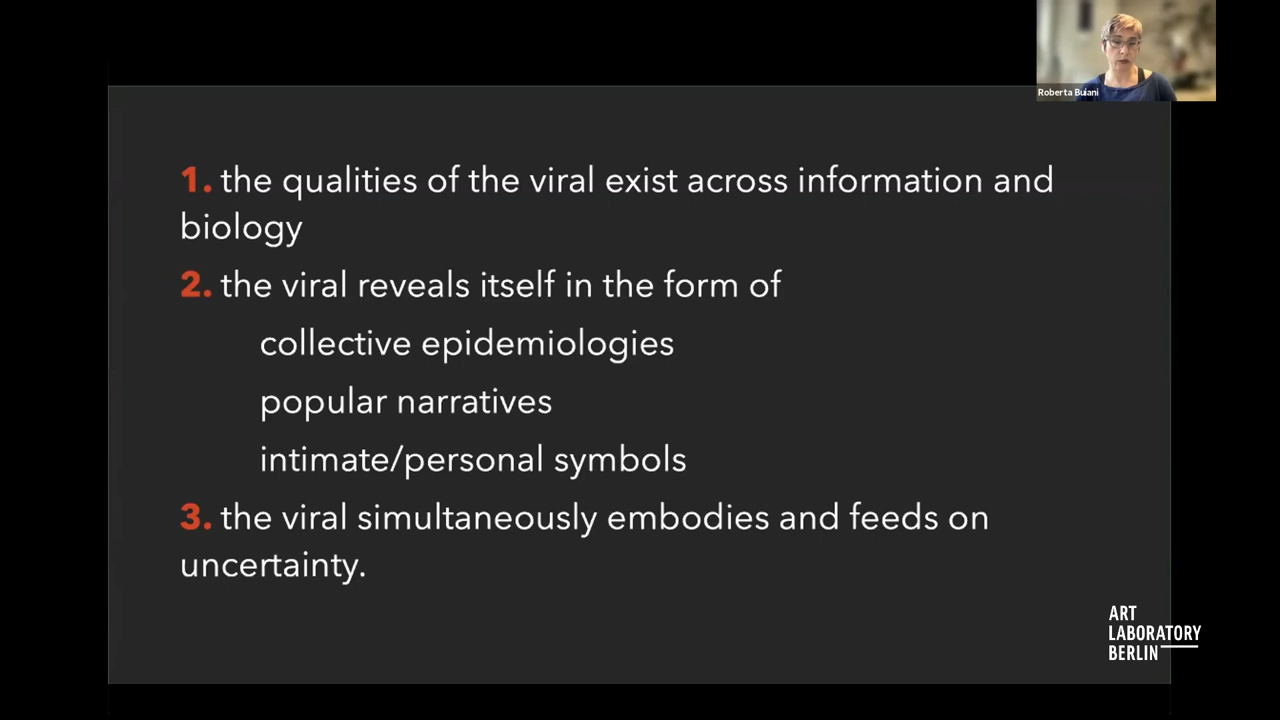 Roberta Buiani
1. the qualities of the viral exist across information and
biology
2. the viral reveals itself in the form of
collective epidemiologies
popular narratives
intimate/personal symbols
3. the viral simultaneously embodies and feeds on
uncertainty.
ART
LABORATORY
BERLIN